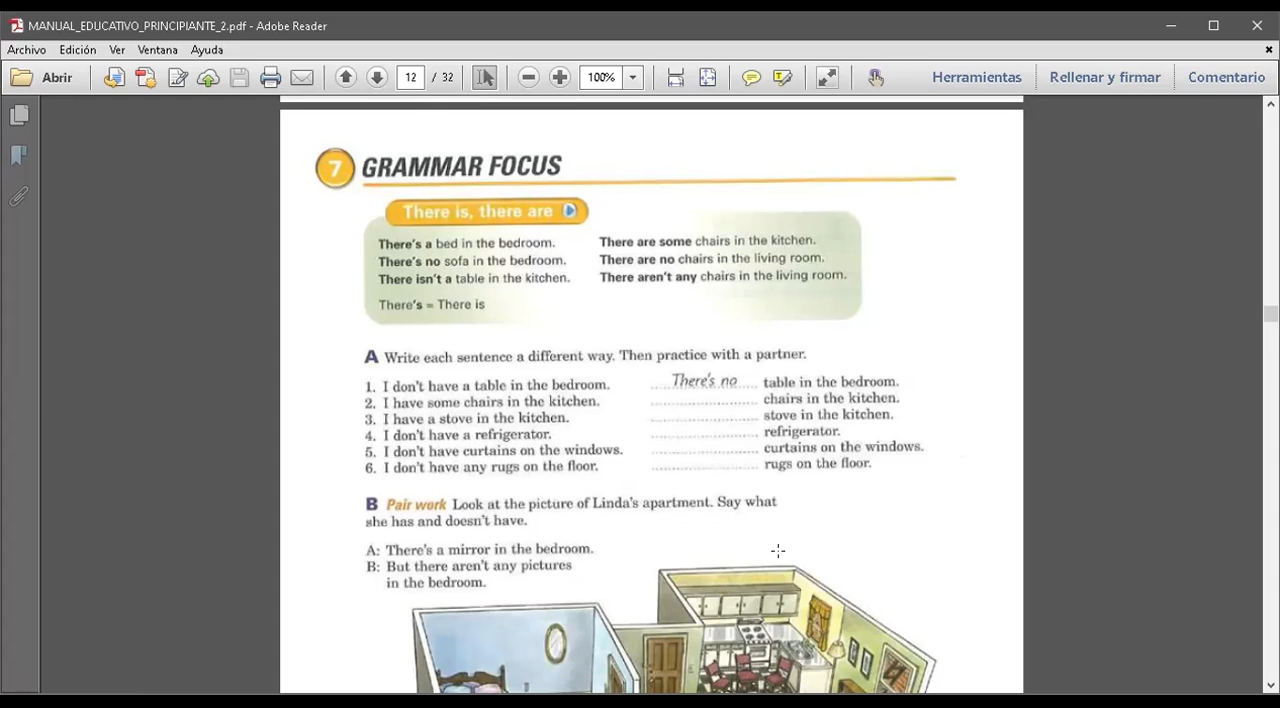 MANUAL_EDUCATIVO_PRINCIPIANTE_2.pdf - Adobe Reader
Archivo Edición Ver Ventana Ayuda
Abrir 12 / 32 100% Herramientas Rellenar y firmar Comentario
7 GRAMMAR FOCUS
There is, there are
There's a bed in the bedroom. There are some chairs in the kitchen.
There's no sofa in the bedroom. There are no chairs in the living room.
There isn't a table in the kitchen. There aren't any chairs in the living room.
There's = There is
A Write each sentence a different way. Then practice with a partner.
1. I don't have a table in the bedroom. There's no table in the bedroom.
2. I have some chairs in the kitchen. chairs in the kitchen.
3. I have a stove in the kitchen. stove in the kitchen.
4. I don't have a refrigerator. refrigerator.
5. I don't have curtains on the windows. curtains on the windows.
6. I don't have any rugs on the floor. rugs on the floor.
B Pair work Look at the picture of Linda's apartment. Say what
she has and doesn't have.
A: There's a mirror in the bedroom.
B: But there aren't any pictures
in the bedroom.